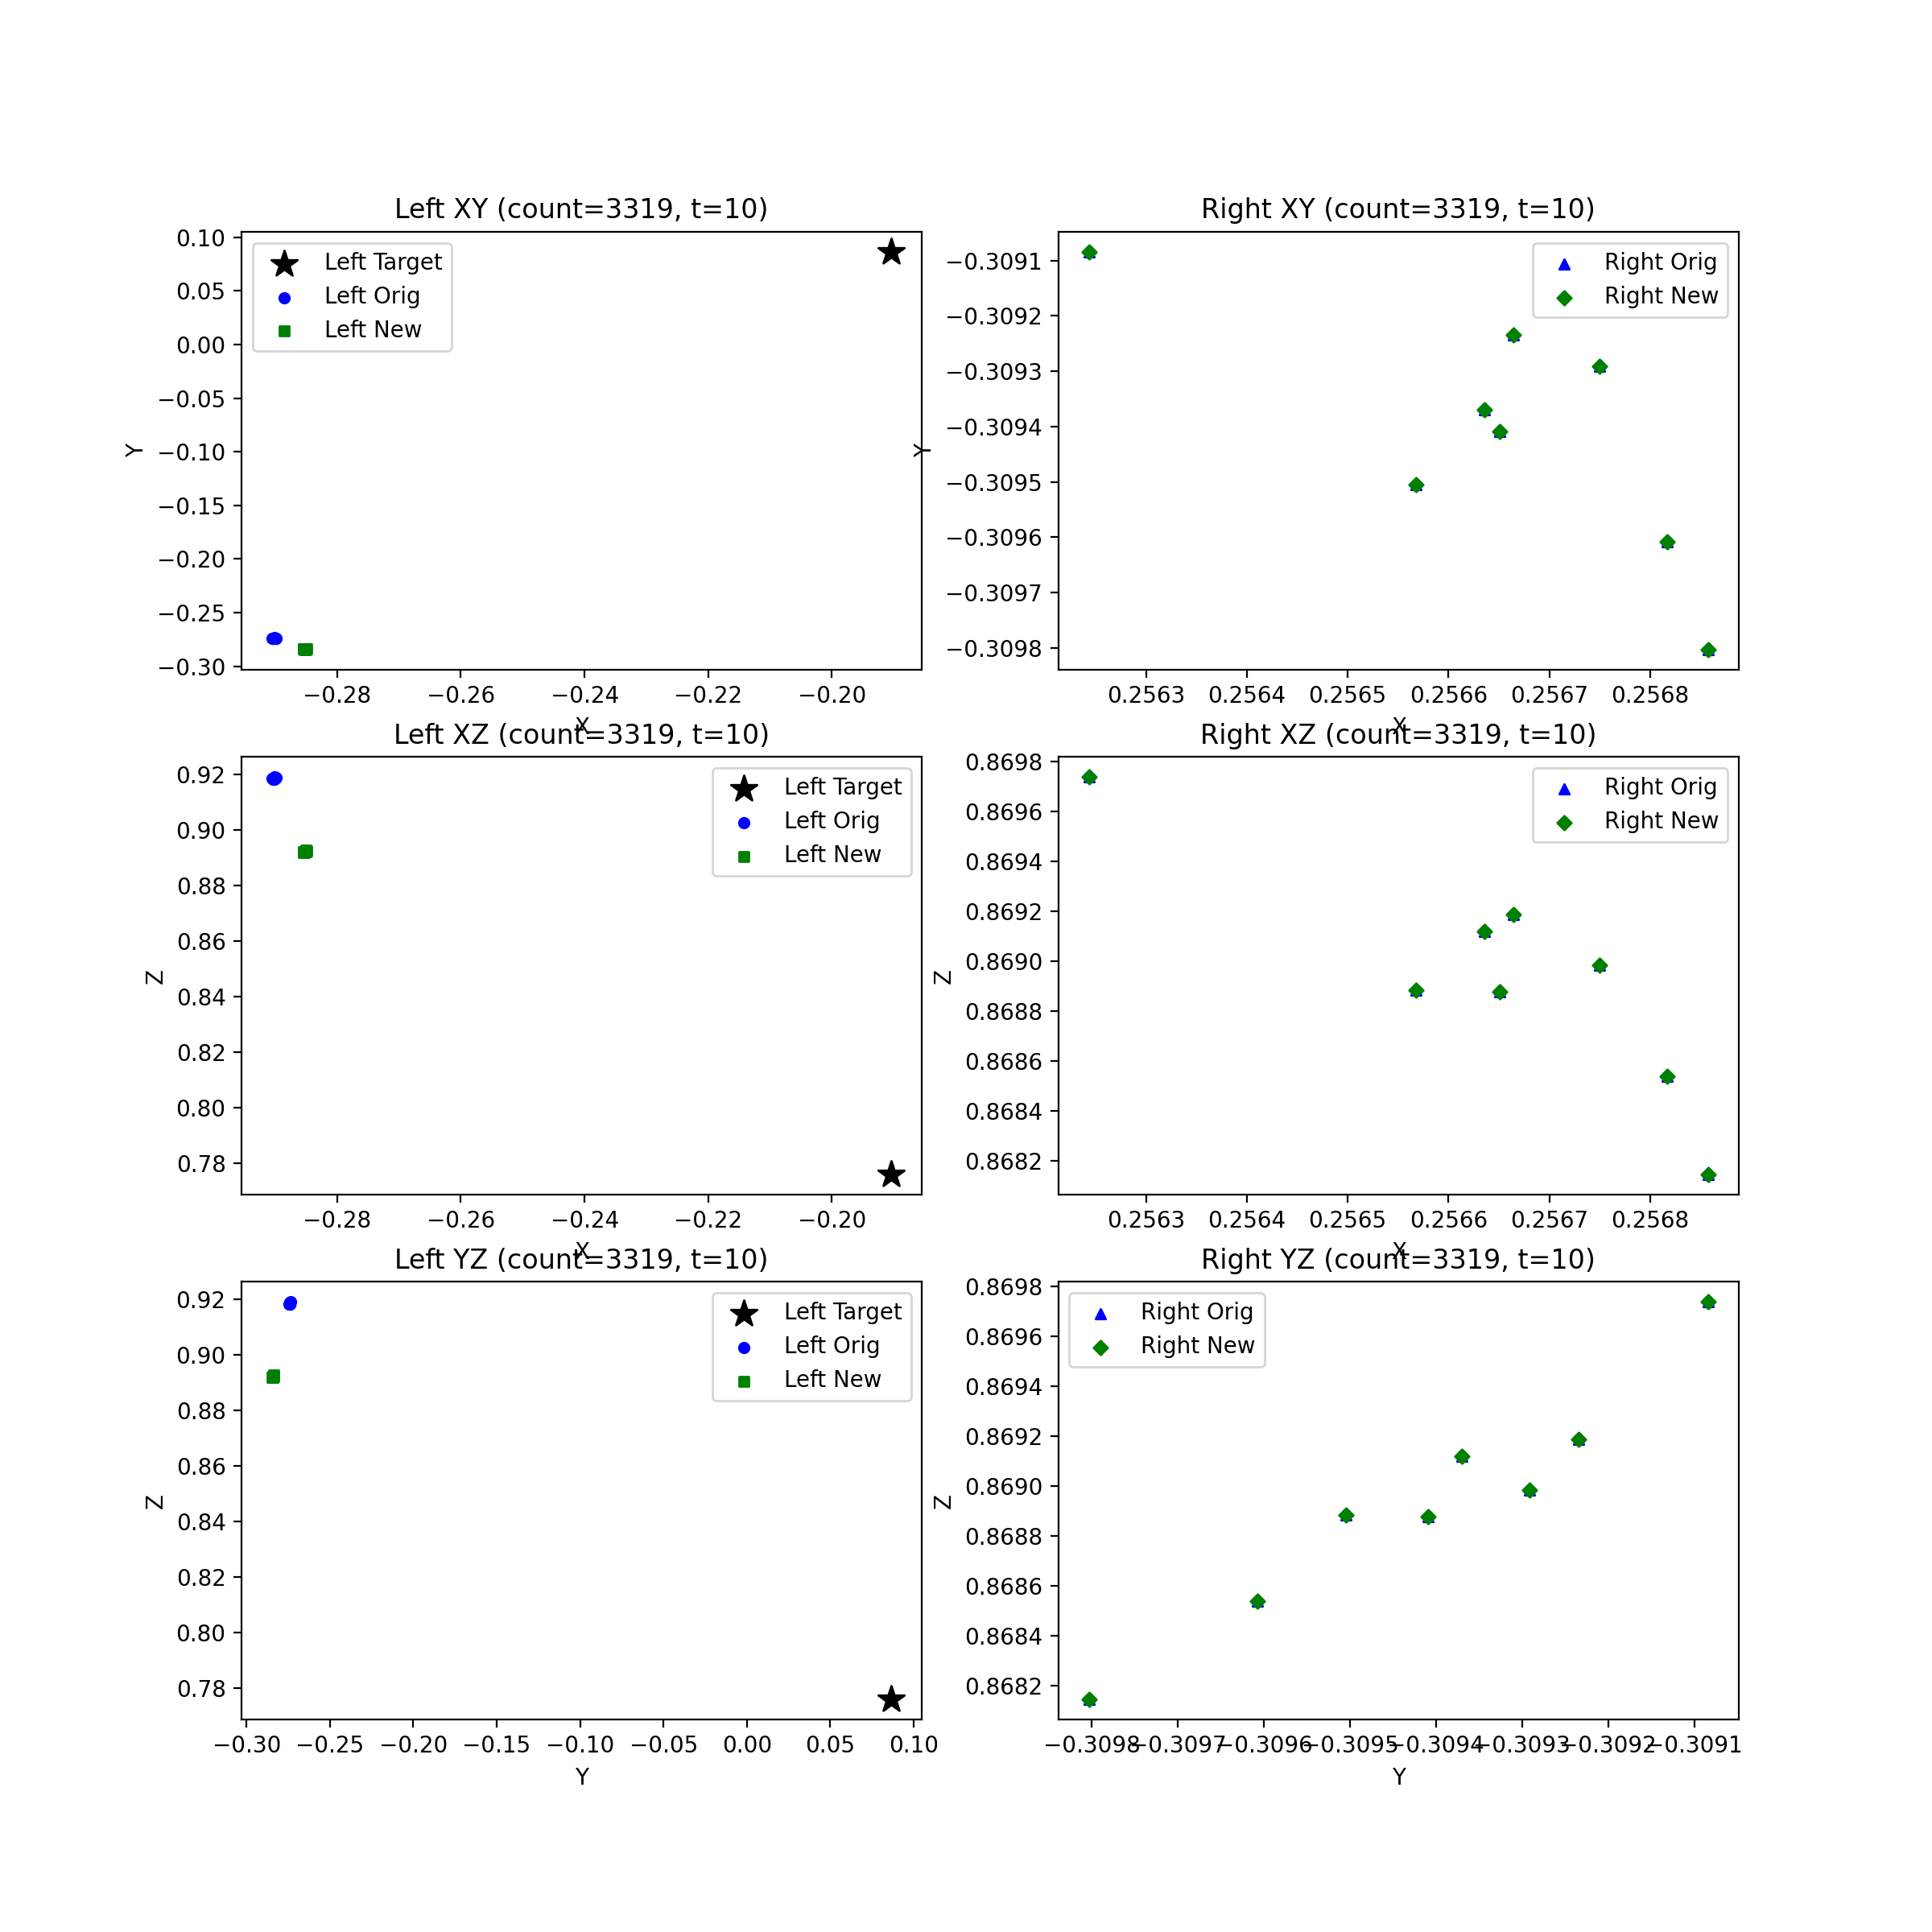 Left XY (count=3319, t=10)
Right XY (count=3319, t=10)
0.10
0.05
0.00
−0.05
−0.10
−0.15
−0.20
−0.25
−0.30
Y
Left Target
Left Orig
Left New
−0.28
−0.26
−0.24
−0.22
−0.20
X
−0.3091
−0.3092
−0.3093
−0.3094
−0.3095
−0.3096
−0.3097
−0.3098
Y
Right Orig
Right New
0.2563
0.2564
0.2565
0.2566
0.2567
0.2568
X
Left XZ (count=3319, t=10)
Right XZ (count=3319, t=10)
0.92
0.90
0.88
0.86
0.84
0.82
0.80
0.78
Z
Left Target
Left Orig
Left New
−0.28
−0.26
−0.24
−0.22
−0.20
X
0.8698
0.8696
0.8694
0.8692
0.8690
0.8688
0.8686
0.8684
0.8682
Z
Right Orig
Right New
0.2563
0.2564
0.2565
0.2566
0.2567
0.2568
X
Left YZ (count=3319, t=10)
Right YZ (count=3319, t=10)
0.92
0.90
0.88
0.86
0.84
0.82
0.80
0.78
Z
Left Target
Left Orig
Left New
−0.30
−0.25
−0.20
−0.15
−0.10
−0.05
0.00
0.05
0.10
Y
0.8698
0.8696
0.8694
0.8692
0.8690
0.8688
0.8686
0.8684
0.8682
Z
Right Orig
Right New
−0.3098
−0.3097
−0.3096
−0.3095
−0.3094
−0.3093
−0.3092
−0.3091
Y